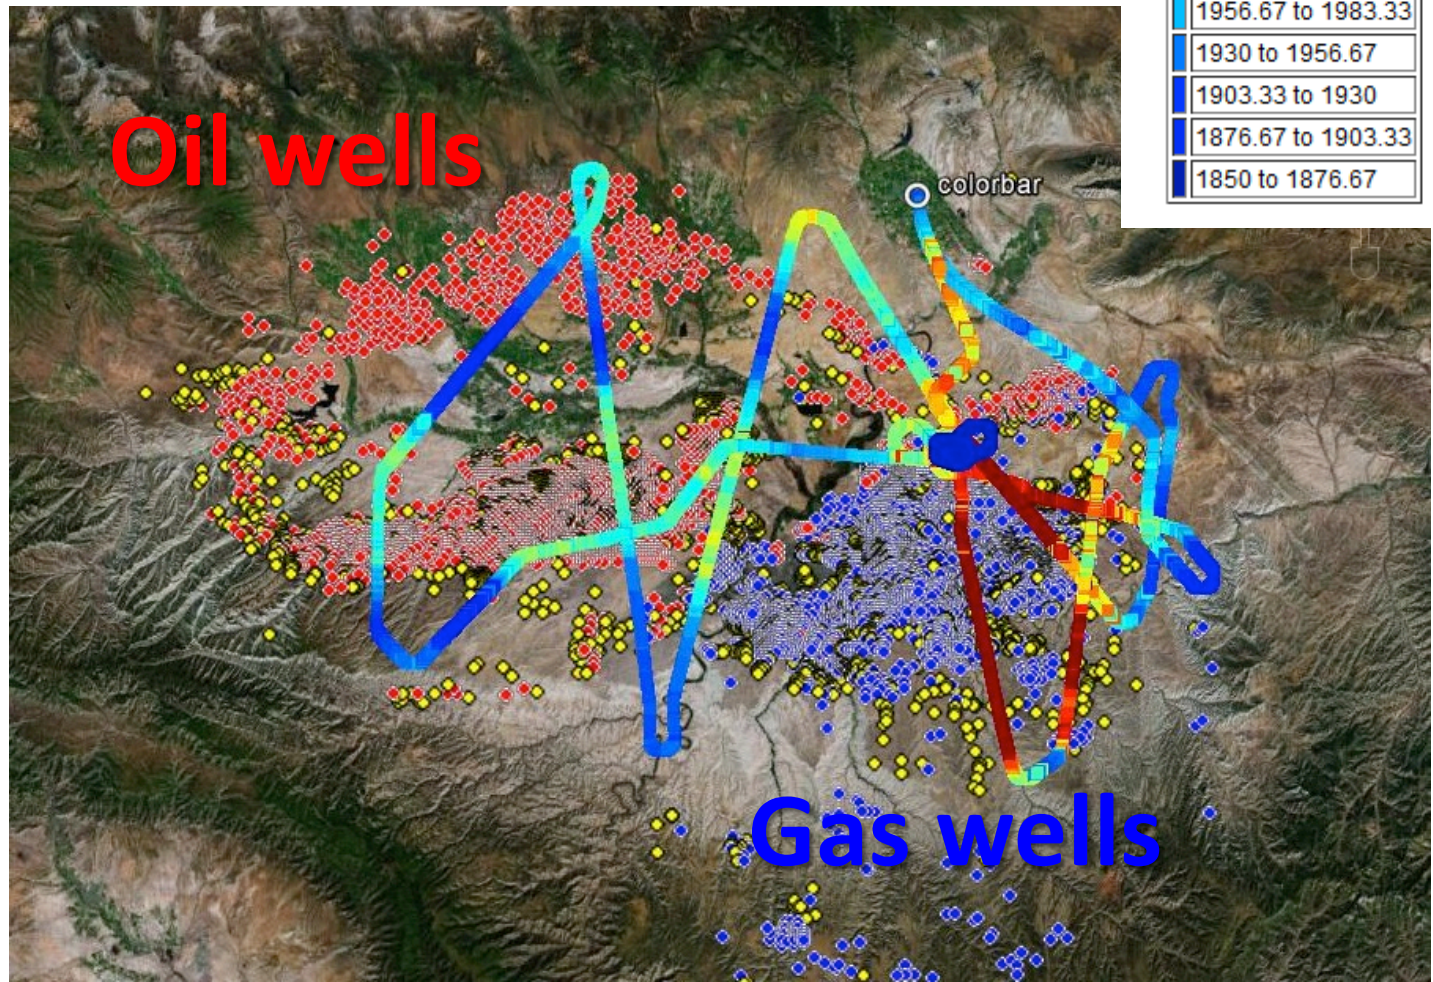 1956.67 to 1983.33
1930 to 1956.67
1903.33 to 1930
1876.67 to 1903.33
1850 to 1876.67
Oil wells
colorbar
Gas wells